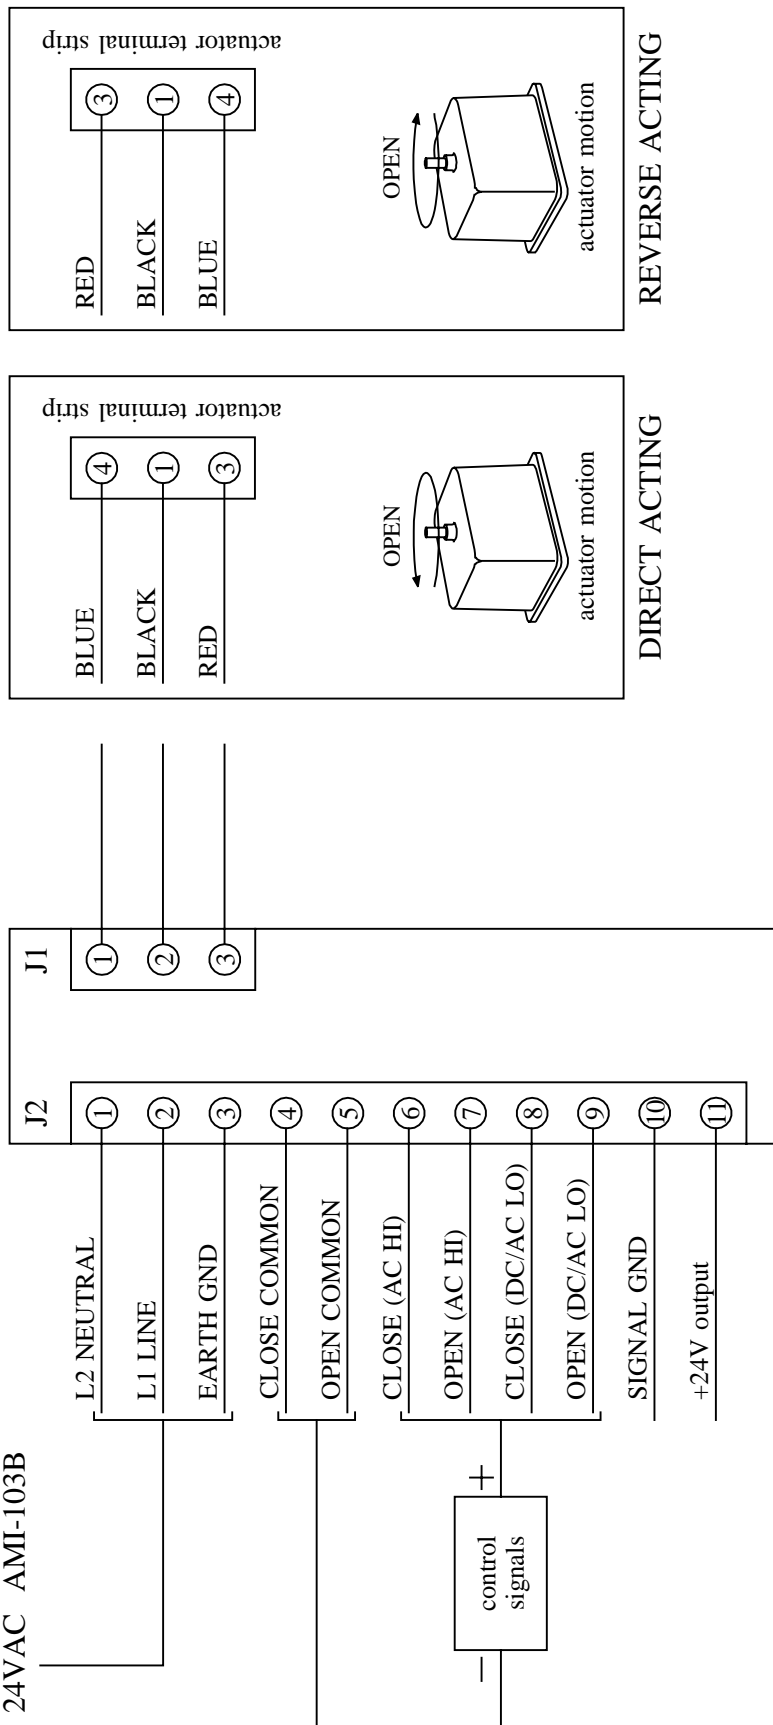 24VAC AMI-103B
L2 NEUTRAL
L1 LINE
EARTH GND
CLOSE COMMON
OPEN COMMON
CLOSE (AC HI)
OPEN (AC HI)
CLOSE (DC/AC LO)
OPEN (DC/AC LO)
SIGNAL GND
+24V output
control
signals
+
−
J2
1
2
3
4
5
6
7
8
9
10
11
J1
1
2
3
BLUE
BLACK
RED
4
1
3
actuator terminal strip
OPEN
actuator motion
DIRECT ACTING
RED
BLACK
BLUE
3
1
4
actuator terminal strip
OPEN
actuator motion
REVERSE ACTING